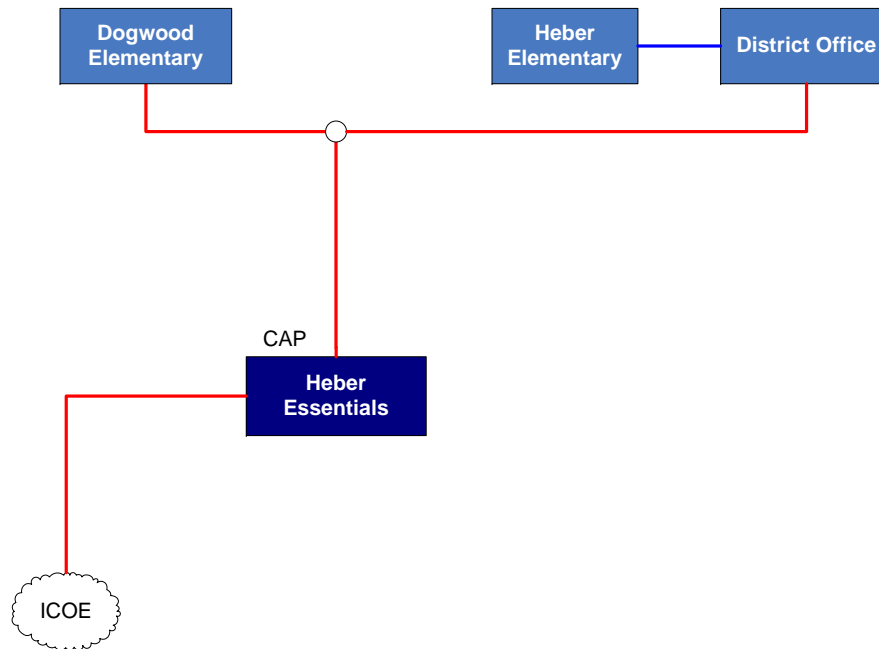 Dogwood
Elementary
Heber
Elementary
District Office
CAP
Heber
Essentials
ICOE